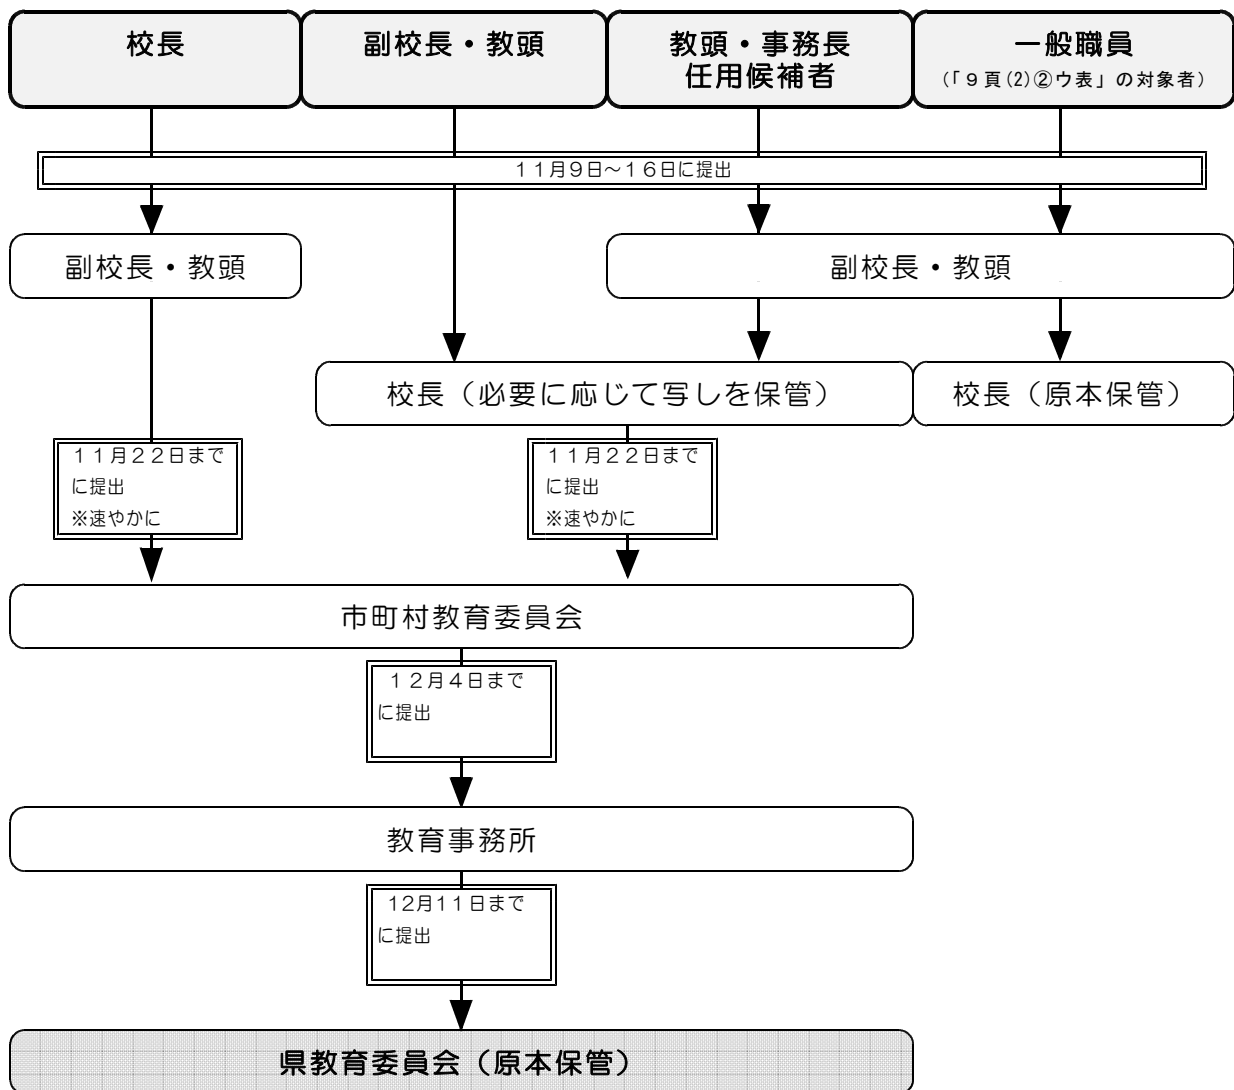 校長
副校長・教頭
教頭・事務長
任用候補者
一般職員
（「９頁(2)②ウ表」の対象者）
１１月９日～１６日に提出
副校長・教頭
副校長・教頭
校長（必要に応じて写しを保管）
校長（原本保管）
１１月２２日まで
に提出
※速やかに
１１月２２日まで
に提出
※速やかに
市町村教育委員会
１２月４日まで
に提出
教育事務所
12月１１日まで
に提出
県教育委員会（原本保管）